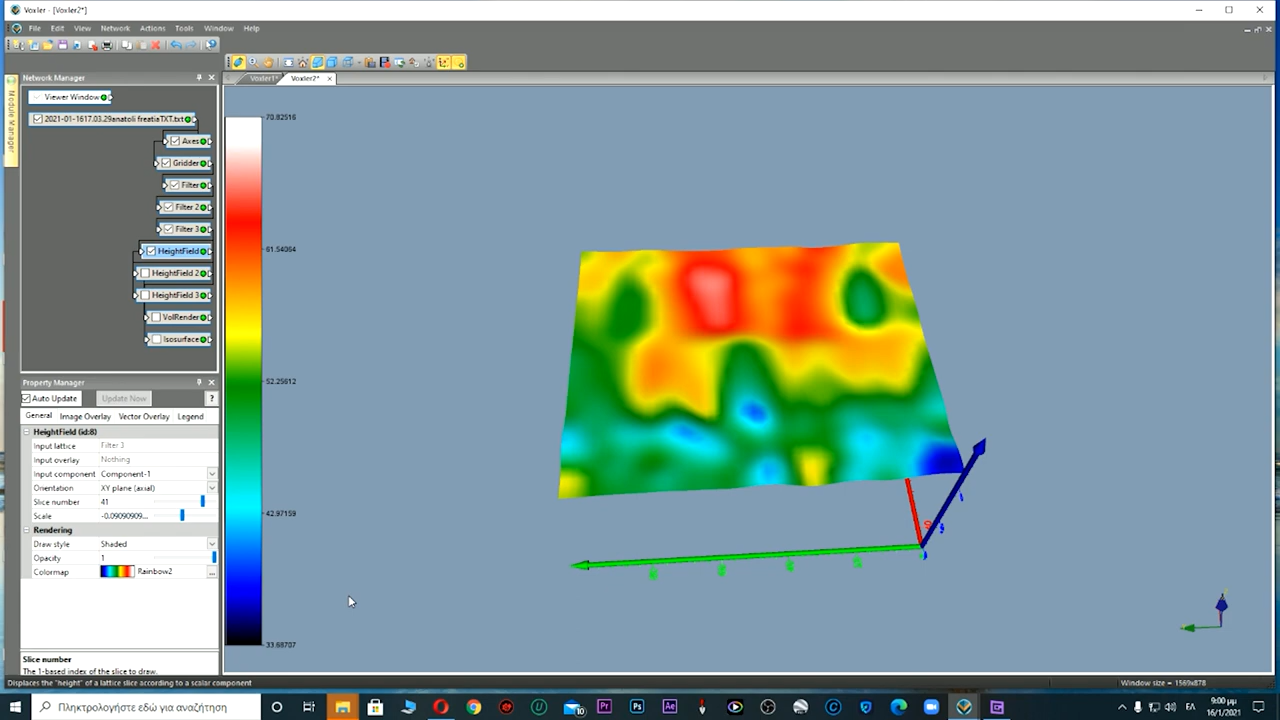 Voxler - [Voxler2*]
File Edit View Network Actions Tools Window Help
Network Manager
Voxler1*
Voxler2*
Module Manager
Viewer Window
2021-01-1617.03.29anatoli freatiaTXT.txt
Axes
Gridder
Filter
Filter 2
Filter 3
HeightField
HeightField 2
HeightField 3
VolRender
Isosurface
70.82516
61.54064
52.25612
42.97159
33.68707
Property Manager
Auto Update Update Now ?
General Image Overlay Vector Overlay Legend
HeightField (id:8)
Input lattice Filter 3
Input overlay Nothing
Input component Component-1
Orientation XY plane (axial)
Slice number 41
Scale -0.09090909...
Rendering
Draw style Shaded
Opacity 1
Colormap Rainbow2 ...
Slice number
The 1-based index of the slice to draw.
Displaces the "height" of a lattice slice according to a scalar component
Window size = 1569x878
Πληκτρολογήστε εδώ για αναζήτηση
10
Pr
Ps
Ae
ΕΛ
9:00 μμ
16/1/2021